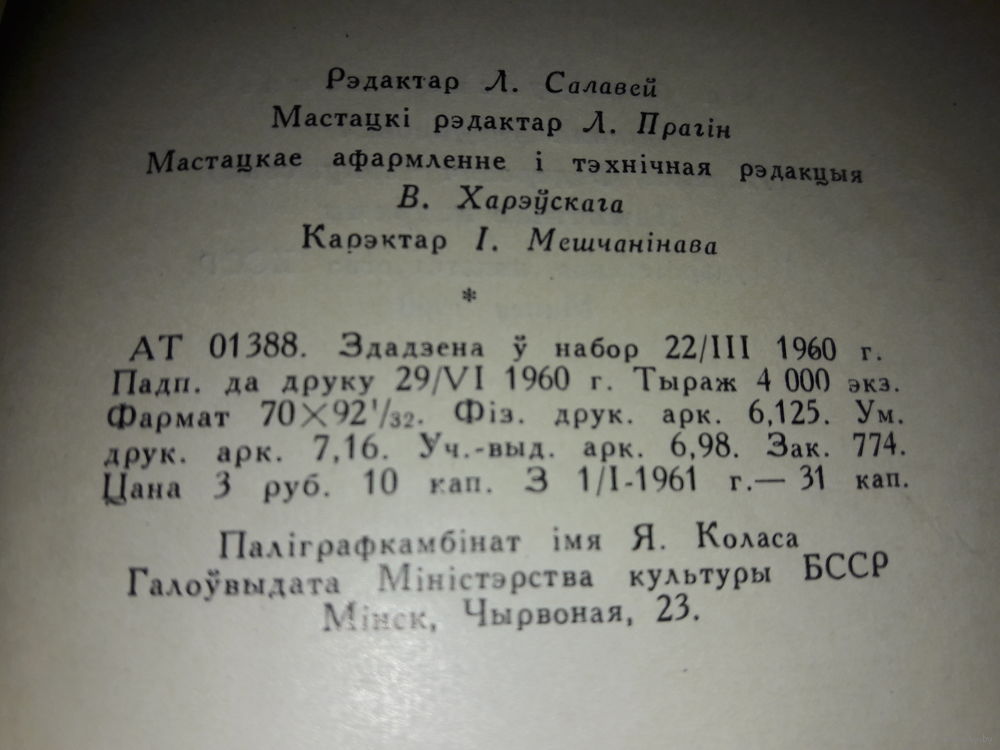 Рэдактар Л. Салавей
Мастацкі рэдактар Л. Прагін
Мастацкае афармленне і тэхнічная рэдакцыя
В. Харэўскага
Карэктар І. Мешчанінава
*
АТ 01388. Здадзена ў набор 22/III 1960 г.
Падп. да друку 29/VI 1960 г. Тыраж 4 000 экз.
Фармат 70×92¹/₃₂. Фіз. друк. арк. 6,125. Ум.
друк. арк. 7,16. Уч.-выд. арк. 6,98. Зак. 774.
Цана 3 руб. 10 кап. З 1/I-1961 г.— 31 кап.
Паліграфкамбінат імя Я. Коласа
Галоўвыдата Міністэрства культуры БССР
Мінск, Чырвоная, 23.